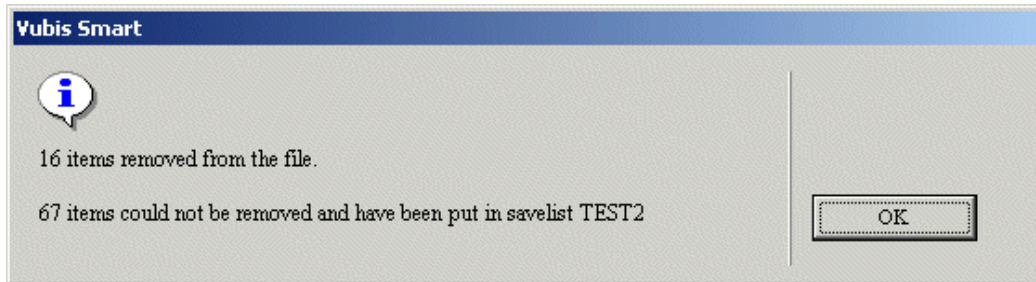 Vubis Smart
16 items removed from the file.
67 items could not be removed and have been put in savelist TEST2
OK